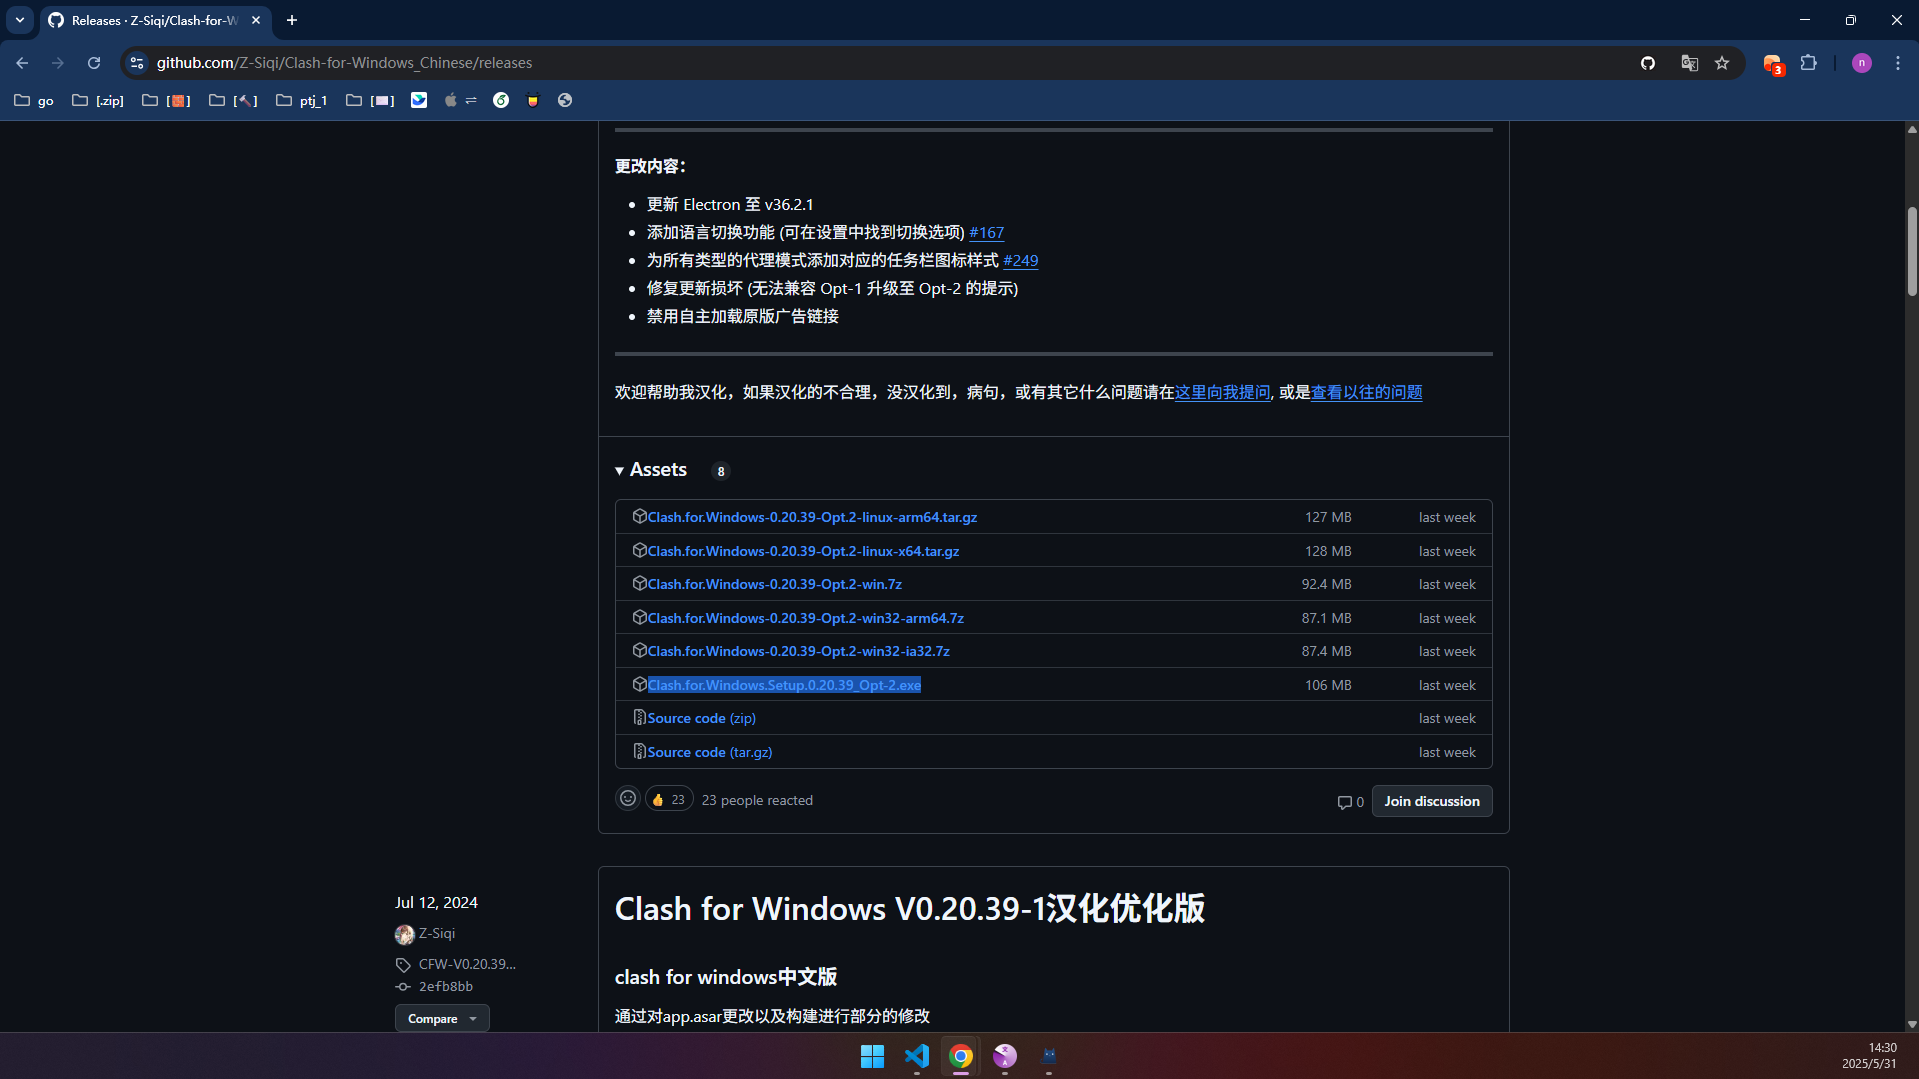 Releases · Z-Siqi/Clash-for-W
github.com/Z-Siqi/Clash-for-Windows_Chinese/releases
3
n
go
[.zip]
ptj_1
更改内容：
更新 Electron 至 v36.2.1
添加语言切换功能 (可在设置中找到切换选项) #167
为所有类型的代理模式添加对应的任务栏图标样式 #249
修复更新损坏 (无法兼容 Opt-1 升级至 Opt-2 的提示)
禁用自主加载原版广告链接
欢迎帮助我汉化，如果汉化的不合理，没汉化到，病句，或有其它什么问题请在这里向我提问, 或是查看以往的问题
Assets 8
Clash.for.Windows-0.20.39-Opt.2-linux-arm64.tar.gz 127 MB last week
Clash.for.Windows-0.20.39-Opt.2-linux-x64.tar.gz 128 MB last week
Clash.for.Windows-0.20.39-Opt.2-win.7z 92.4 MB last week
Clash.for.Windows-0.20.39-Opt.2-win32-arm64.7z 87.1 MB last week
Clash.for.Windows-0.20.39-Opt.2-win32-ia32.7z 87.4 MB last week
Clash.for.Windows.Setup.0.20.39_Opt-2.exe 106 MB last week
Source code (zip) last week
Source code (tar.gz) last week
23 23 people reacted
0 Join discussion
Jul 12, 2024
Z-Siqi
CFW-V0.20.39...
2efb8bb
Compare
Clash for Windows V0.20.39-1汉化优化版
clash for windows中文版
通过对app.asar更改以及构建进行部分的修改
14:30
2025/5/31